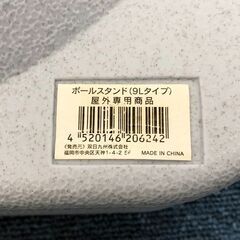 ポールスタンド(9Lタイプ)
屋外専用商品
4 520146 206242
《発売元》双日九州株式会社
福岡市中央区天神1-4-2
MADE IN CHINA